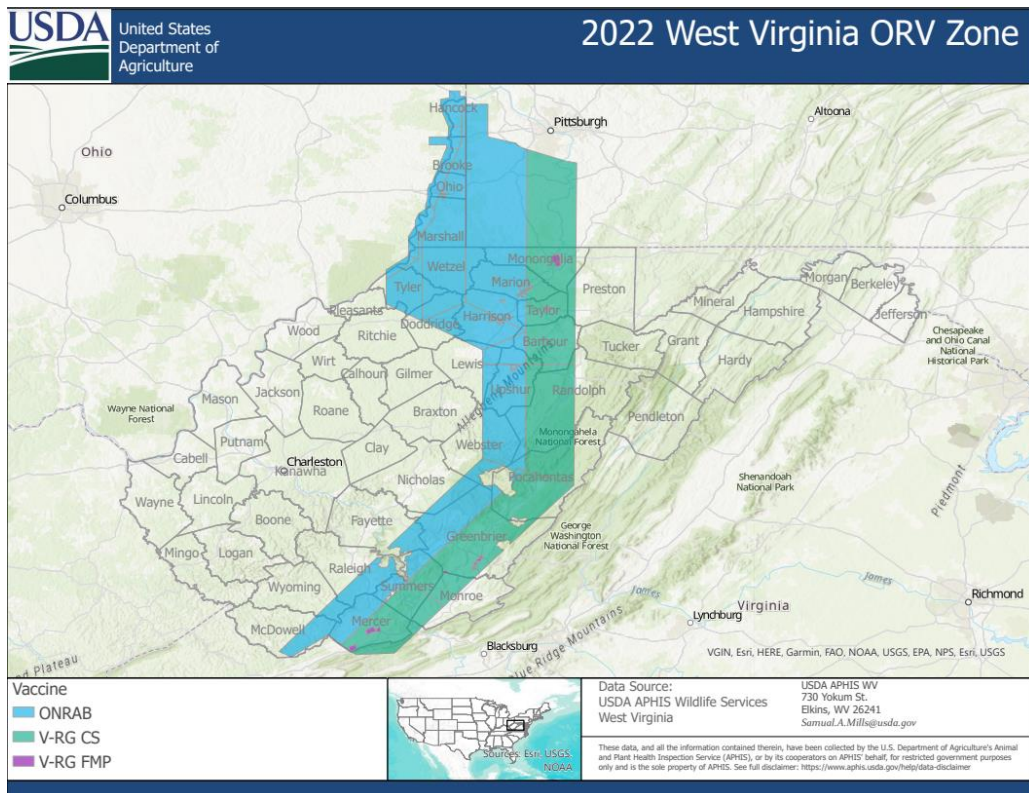 USDA
United States
Department of
Agriculture
2022 West Virginia ORV Zone
Hancock
Pittsburgh
Altoona
Ohio
Brooke
Ohio
Columbus
Marshall
Wetzel
Monongalia
Tyler
Marion
Preston
Morgan
Berkeley
Mineral
Hampshire
Jefferson
Pleasants
Doddridge
Harrison
Taylor
Wood
Ritchie
Barbour
Tucker
Grant
Hardy
Chesapeake
and Ohio Canal
National
Historical Park
Wirt
Calhoun
Gilmer
Lewis
Allegheny Mountains
Upshur
Randolph
Jackson
Mason
Roane
Braxton
Pendleton
Wayne National
Forest
Putnam
Clay
Webster
Monongahela
National Forest
Cabell
Kanawha
Charleston
Nicholas
Pocahontas
Shenandoah
National Park
Piedmont
Wayne
Lincoln
Boone
Fayette
Greenbrier
George
Washington
National Forest
Mingo
Logan
Raleigh
Summers
Monroe
Wyoming
James
James
McDowell
Mercer
Lynchburg
Virginia
Richmond
Blacksburg
Blue Ridge Mountains
nd Plateau
VGIN, Esri, HERE, Garmin, FAO, NOAA, USGS, EPA, NPS, Esri, USGS
Vaccine
ONRAB
V-RG CS
V-RG FMP
Sources: Esri, USGS,
NOAA
Data Source:
USDA APHIS Wildlife Services
West Virginia
USDA APHIS WV
730 Yokum St.
Elkins, WV 26241
Samual.A.Mills@usda.gov
These data, and all the information contained therein, have been collected by the U.S. Department of Agriculture's Animal
and Plant Health Inspection Service (APHIS), or by its cooperators on APHIS' behalf, for restricted government purposes
only and is the sole property of APHIS. See full disclaimer: https://www.aphis.usda.gov/help/data-disclaimer